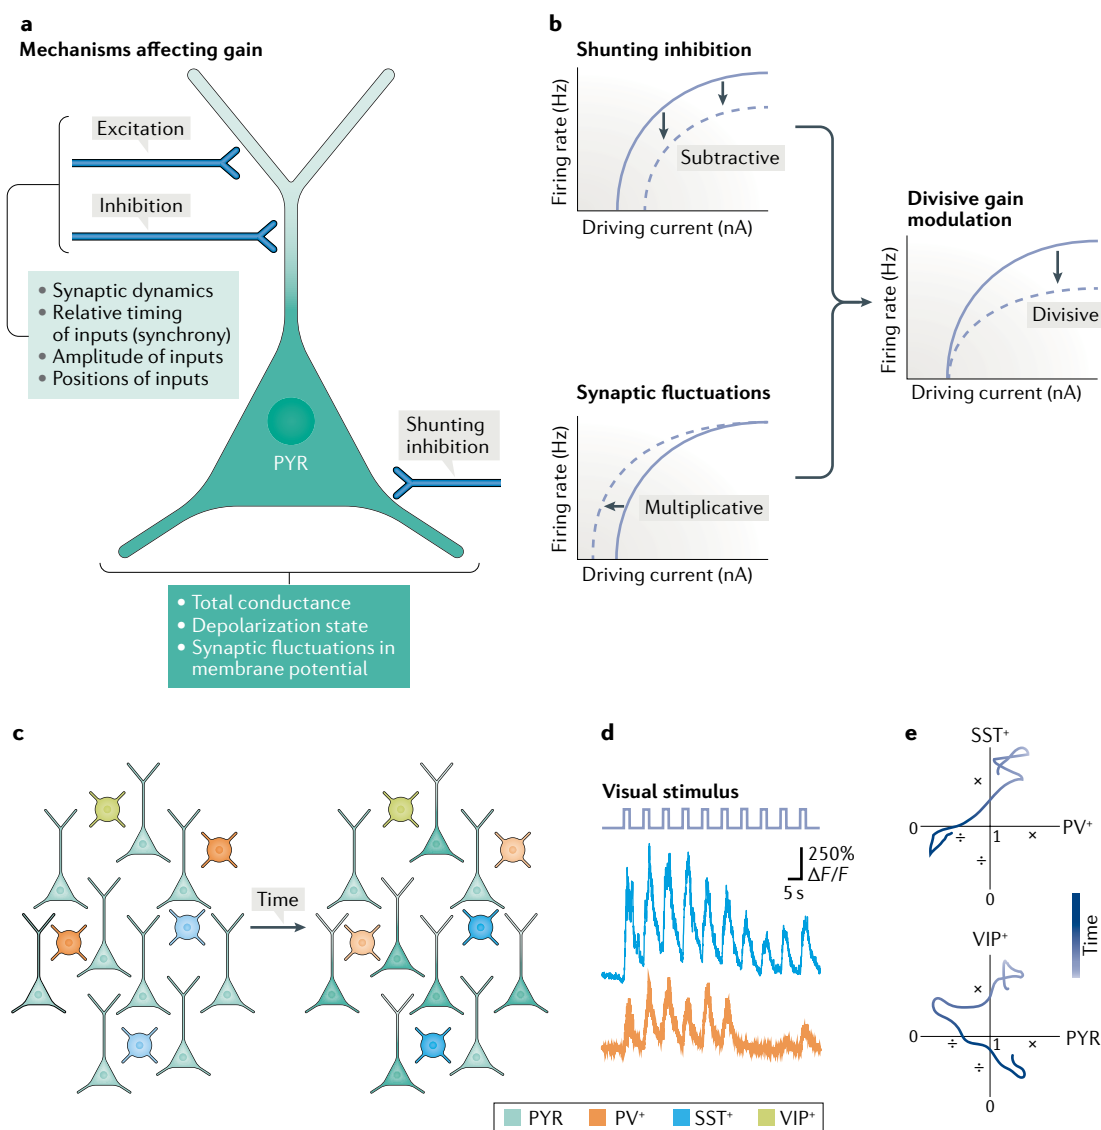 a
Mechanisms affecting gain
Excitation
Inhibition
• Synaptic dynamics
• Relative timing
of inputs (synchrony)
• Amplitude of inputs
• Positions of inputs
PYR
Shunting
inhibition
• Total conductance
• Depolarization state
• Synaptic fluctuations in
membrane potential
b
Shunting inhibition
Firing rate (Hz)
Subtractive
Driving current (nA)
Synaptic fluctuations
Firing rate (Hz)
Multiplicative
Driving current (nA)
Divisive gain
modulation
Firing rate (Hz)
Divisive
Driving current (nA)
c
Time
d
Visual stimulus
250%
ΔF/F
5 s
e
SST⁺
×
0
PV⁺
÷
1
×
÷
0
Time
VIP⁺
×
0
PYR
÷
1
×
÷
0
PYR
PV⁺
SST⁺
VIP⁺